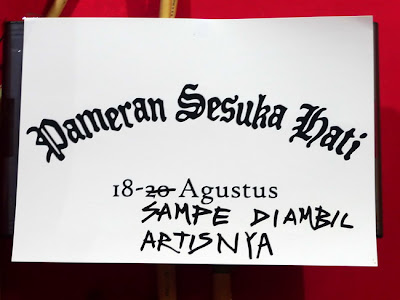 Pameran Sesuka Hati
18-20 Agustus
SAMPE DIAMBIL
ARTISNYA